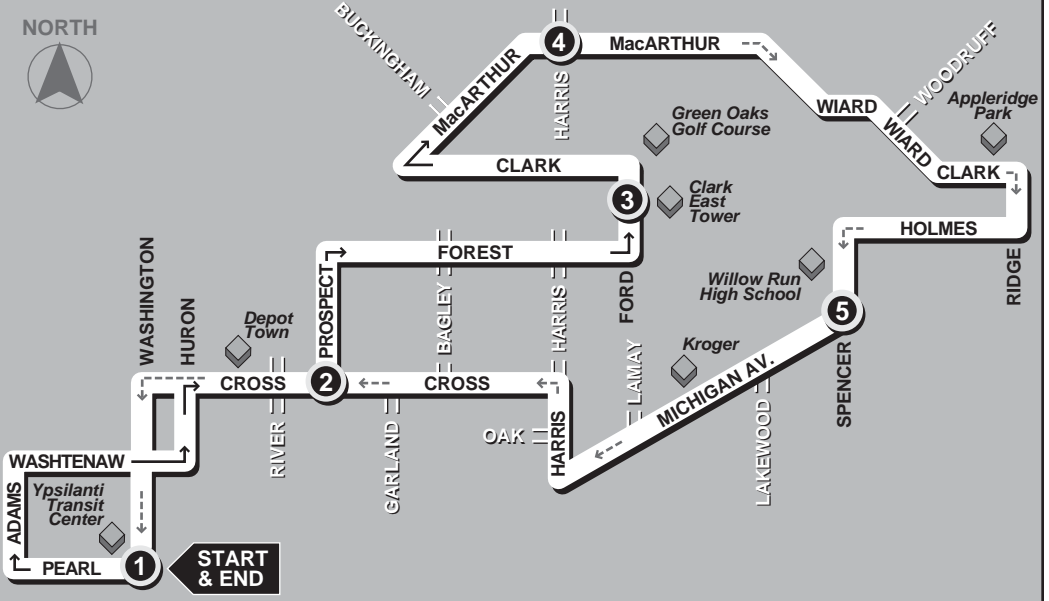 NORTH
BUCKINGHAM
MacARTHUR
4
HARRIS
MacARTHUR
WIARD
WOODRUFF
WIARD
Appleridge
Park
CLARK
Green Oaks
Golf Course
CLARK
3
Clark
East
Tower
HOLMES
RIDGE
FOREST
PROSPECT
WASHINGTON
HURON
Depot
Town
BAGLEY
HARRIS
FORD
Willow Run
High School
5
SPENCER
CROSS
2
CROSS
RIVER
GARLAND
OAK
HARRIS
LAMAY
Kroger
MICHIGAN AV.
LAKEWOOD
WASHTENAW
ADAMS
Ypsilanti
Transit
Center
PEARL
1
START
& END